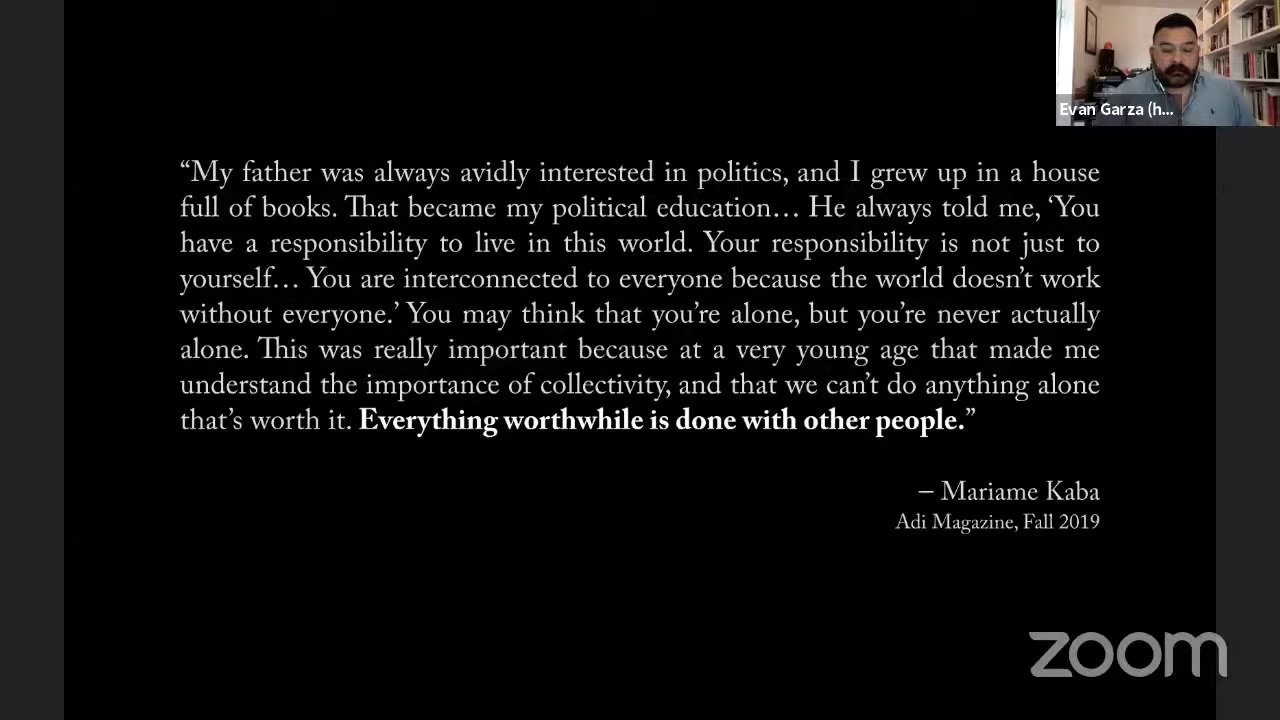 Evan Garza (h...
“My father was always avidly interested in politics, and I grew up in a house
full of books. That became my political education… He always told me, ‘You
have a responsibility to live in this world. Your responsibility is not just to
yourself… You are interconnected to everyone because the world doesn’t work
without everyone.’ You may think that you’re alone, but you’re never actually
alone. This was really important because at a very young age that made me
understand the importance of collectivity, and that we can’t do anything alone
that’s worth it. Everything worthwhile is done with other people.”
– Mariame Kaba
Adi Magazine, Fall 2019
zoom